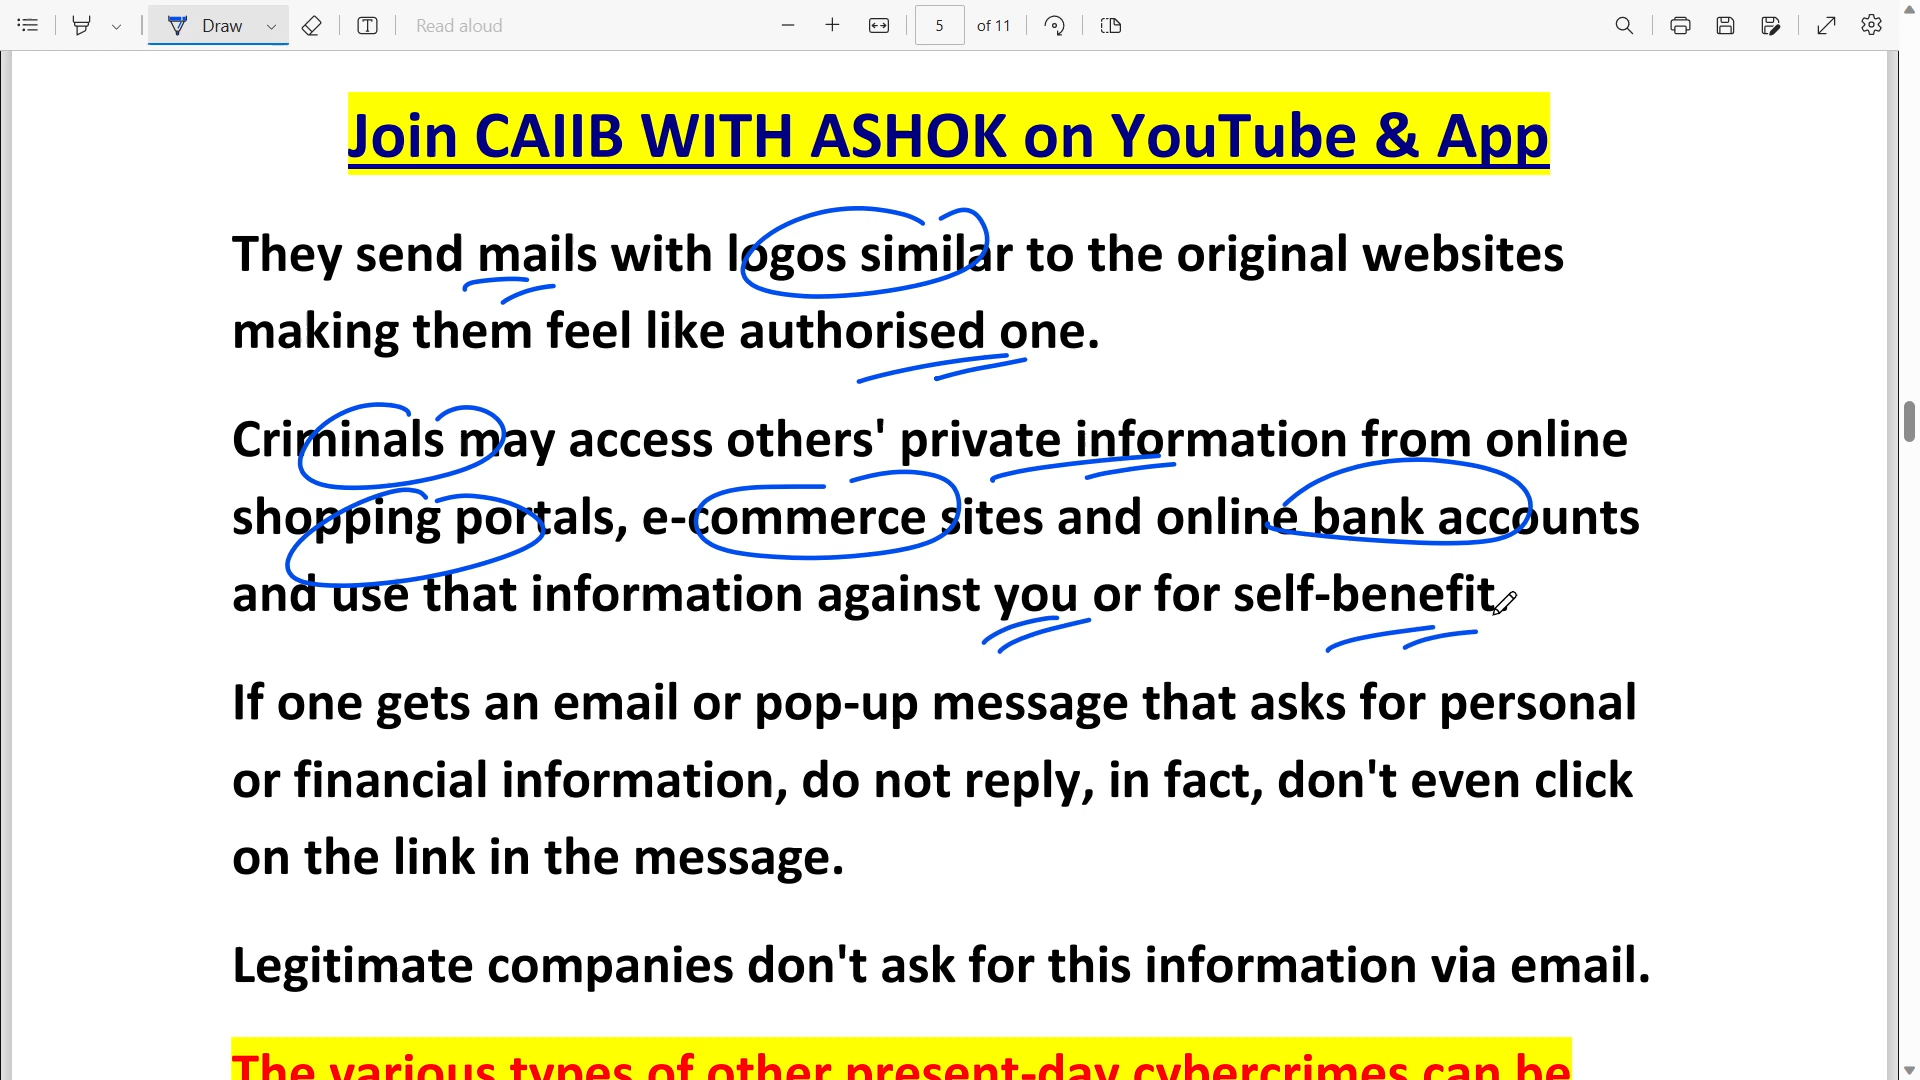 Draw
Read aloud
5
of 11
Join CAIIB WITH ASHOK on YouTube & App
They send mails with logos similar to the original websites
making them feel like authorised one.
Criminals may access others' private information from online
shopping portals, e-commerce sites and online bank accounts
and use that information against you or for self-benefit.
If one gets an email or pop-up message that asks for personal
or financial information, do not reply, in fact, don't even click
on the link in the message.
Legitimate companies don't ask for this information via email.
The various types of other present-day cybercrimes can be